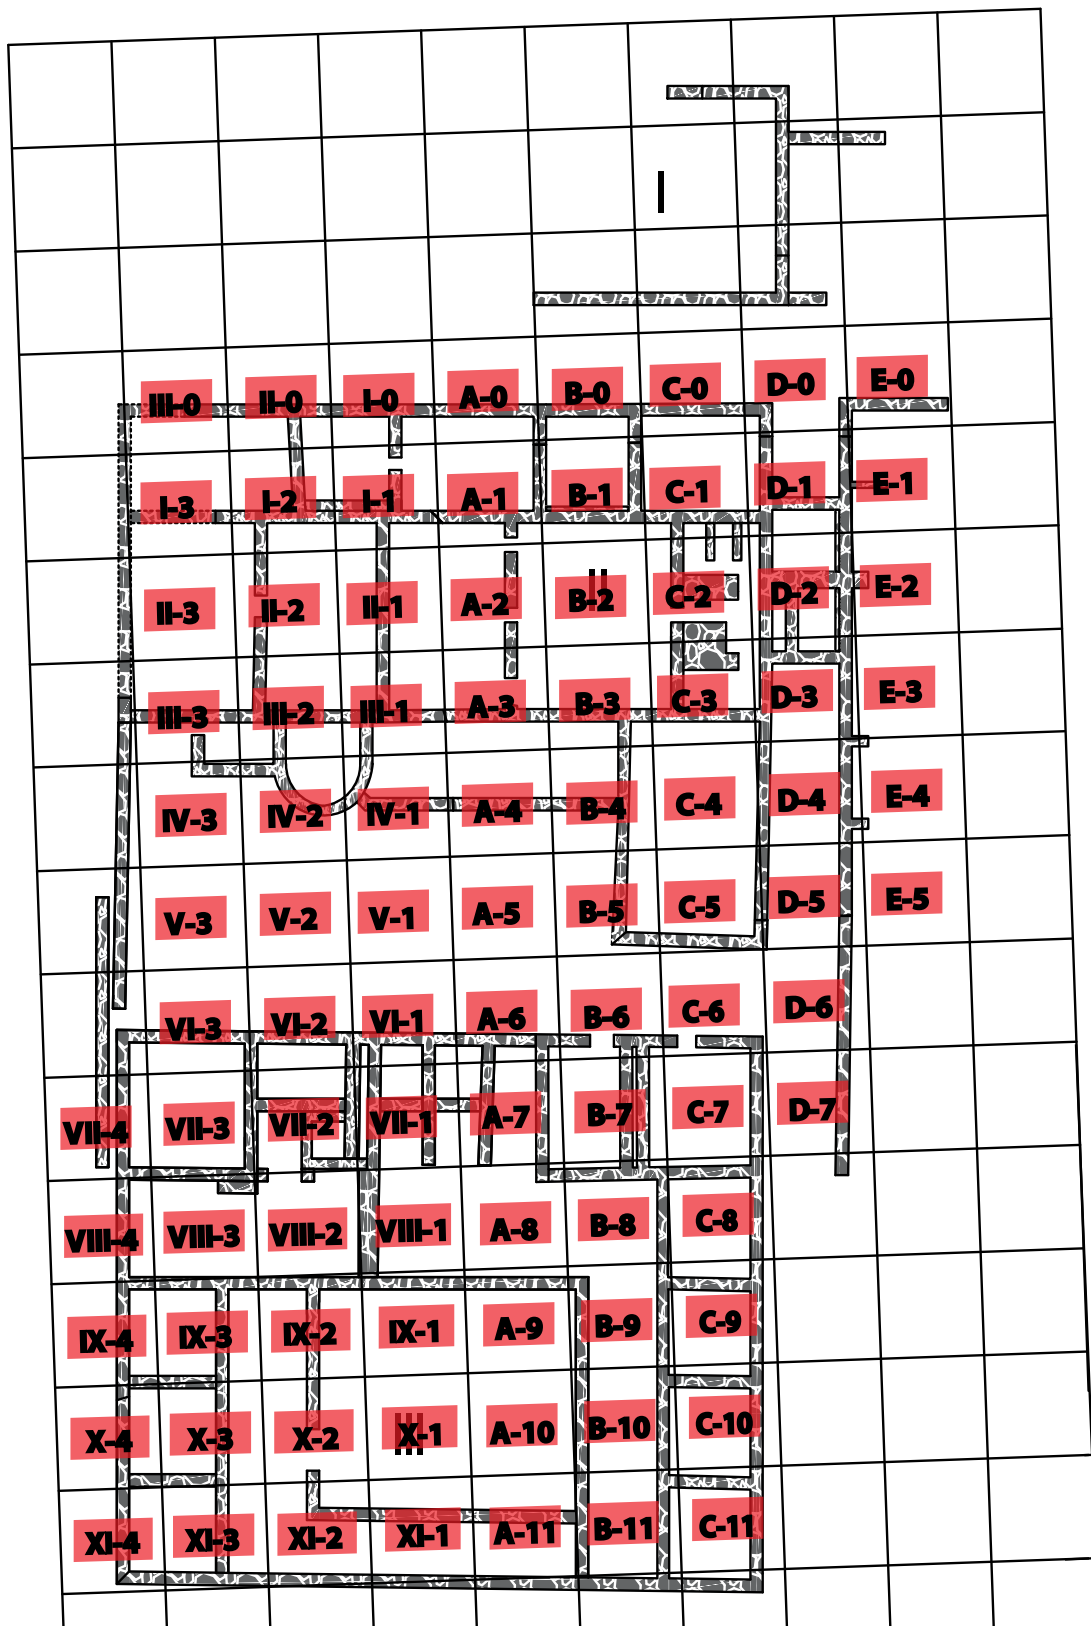 I
III-0 II-0 I-0 A-0 B-0 C-0 D-0 E-0
I-3 I-2 I-1 A-1 B-1 C-1 D-1 E-1
II
II-3 II-2 II-1 A-2 B-2 C-2 D-2 E-2
III-3 III-2 III-1 A-3 B-3 C-3 D-3 E-3
IV-3 IV-2 IV-1 A-4 B-4 C-4 D-4 E-4
V-3 V-2 V-1 A-5 B-5 C-5 D-5 E-5
VI-3 VI-2 VI-1 A-6 B-6 C-6 D-6
VII-4 VII-3 VII-2 VII-1 A-7 B-7 C-7 D-7
VIII-4 VIII-3 VIII-2 VIII-1 A-8 B-8 C-8
IX-4 IX-3 IX-2 IX-1 A-9 B-9 C-9
III
X-4 X-3 X-2 X-1 A-10 B-10 C-10
XI-4 XI-3 XI-2 XI-1 A-11 B-11 C-11